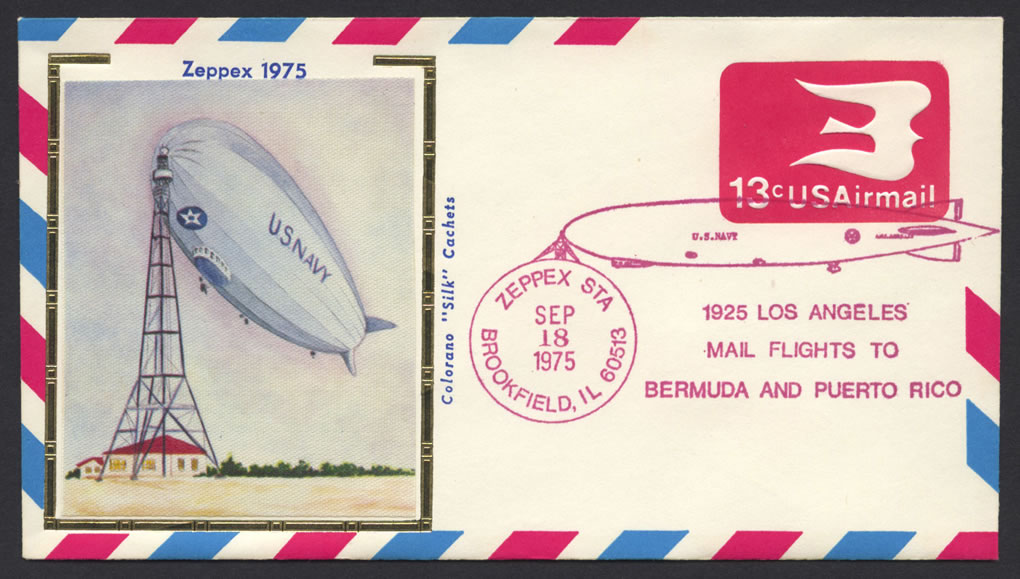 Zeppex 1975
U.S. NAVY
Colorano "Silk" Cachets
13c USAirmail
U.S. NAVY
ZEPPEX STA
SEP
18
1975
BROOKFIELD, IL 60513
1925 LOS ANGELES
MAIL FLIGHTS TO
BERMUDA AND PUERTO RICO